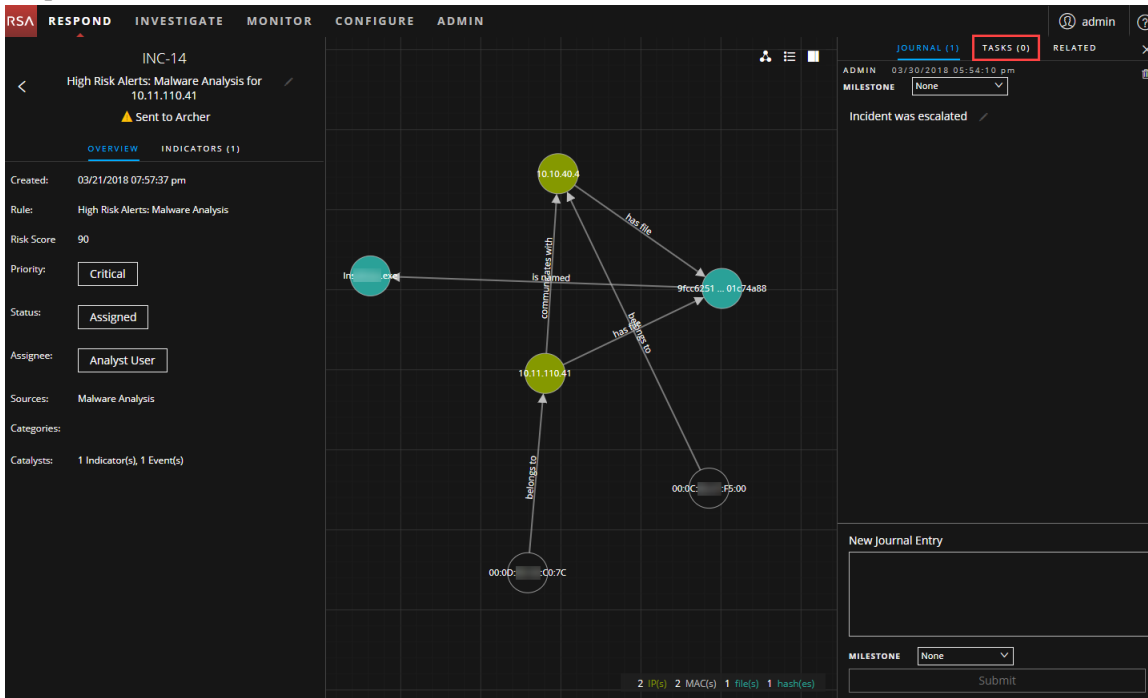 RSA RESPOND INVESTIGATE MONITOR CONFIGURE ADMIN admin ?
INC-14
High Risk Alerts: Malware Analysis for
10.11.110.41
Sent to Archer
OVERVIEW INDICATORS (1)
Created: 03/21/2018 07:57:37 pm
Rule: High Risk Alerts: Malware Analysis
Risk Score 90
Priority: Critical
Status: Assigned
Assignee: Analyst User
Sources: Malware Analysis
Categories:
Catalysts: 1 Indicator(s), 1 Event(s)
10.10.40.4
has file
communicates with
is named
.exe
9fcc6251 ... 01c74a88
has
belongs to
10.11.110.41
belongs to
00:0C: :F5:00
00:0D: :C0:7C
2 IP(s) 2 MAC(s) 1 file(s) 1 hash(es)
JOURNAL (1) TASKS (0) RELATED
ADMIN 03/30/2018 05:54:10 pm
MILESTONE None
Incident was escalated
New Journal Entry
MILESTONE None
Submit